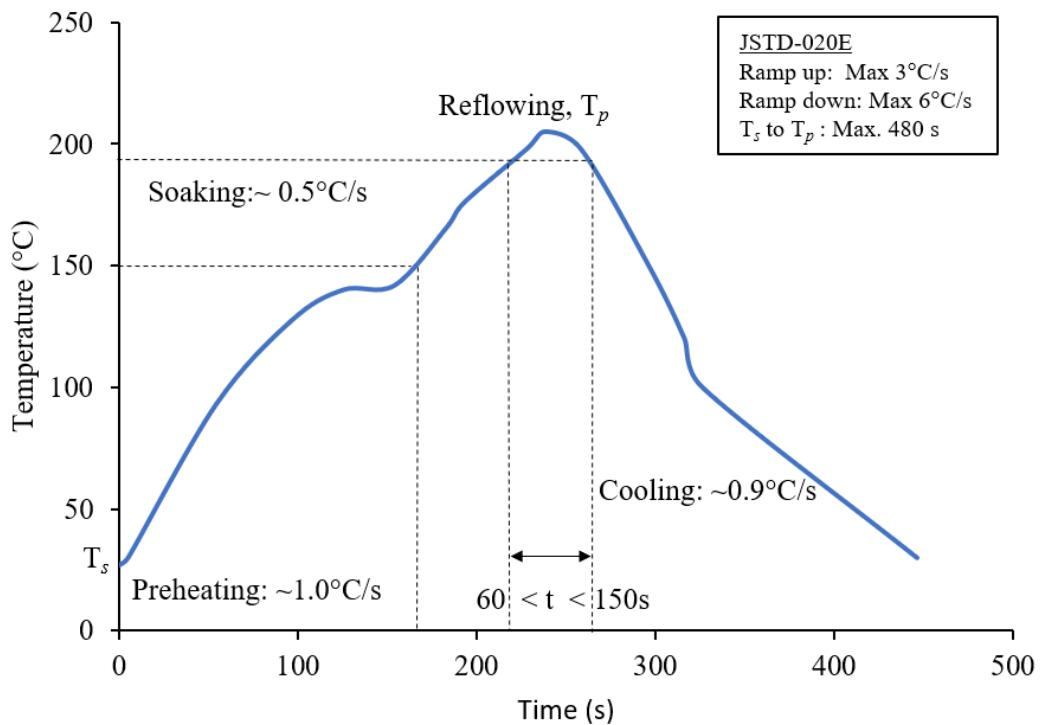 250
JSTD-020E
Ramp up: Max 3°C/s
Ramp down: Max 6°C/s
Ts to Tp : Max. 480 s
Reflowing, Tp
200
Soaking:~ 0.5°C/s
150
Temperature (°C)
100
Cooling: ~0.9°C/s
50
Ts
Preheating: ~1.0°C/s
60 < t < 150s
0
0 100 200 300 400 500
Time (s)